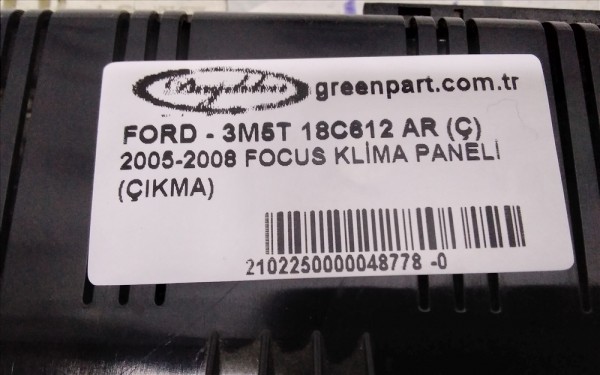 greenpart.com.tr
FORD - 3M5T 18C612 AR (Ç)
2005-2008 FOCUS KLİMA PANELİ
(ÇIKMA)
2102250000048778 -0